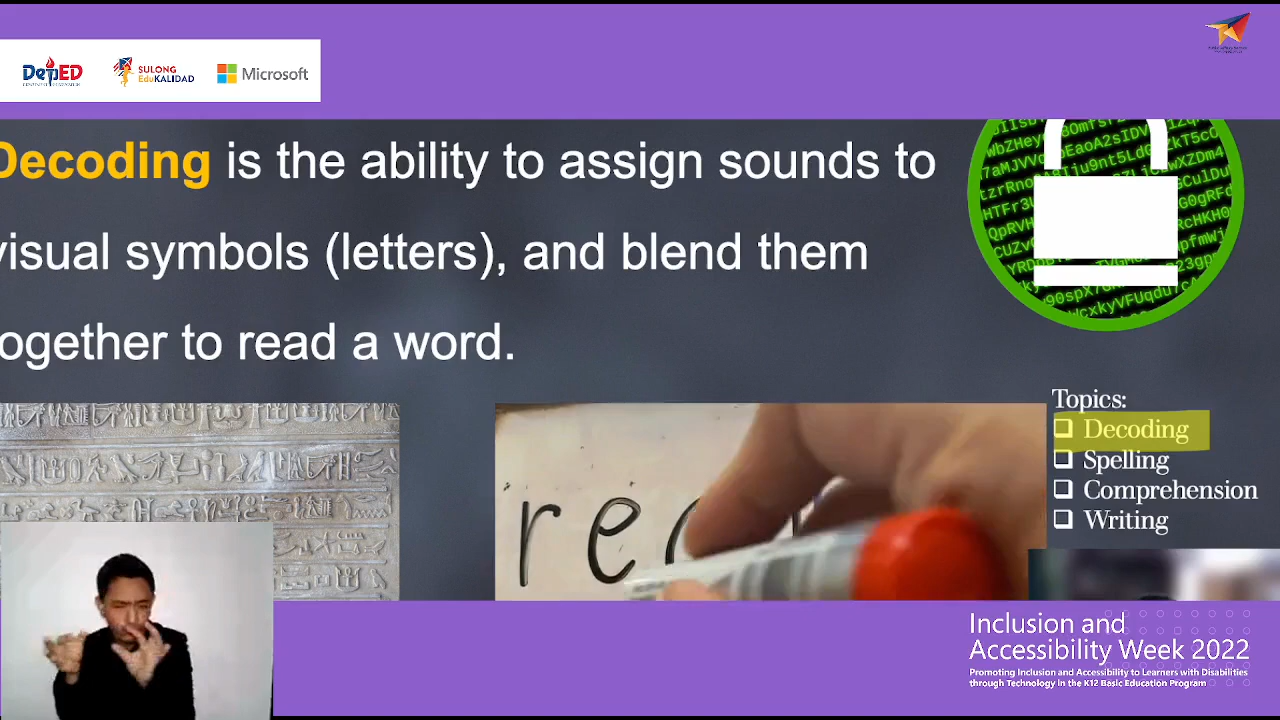 DepED
SULONG
EduKALIDAD
Microsoft
Decoding is the ability to assign sounds to
visual symbols (letters), and blend them
together to read a word.
Topics:
Decoding
Spelling
Comprehension
Writing
Inclusion and
Accessibility Week 2022
Promoting Inclusion and Accessibility to Learners with Disabilities
through Technology in the K12 Basic Education Program